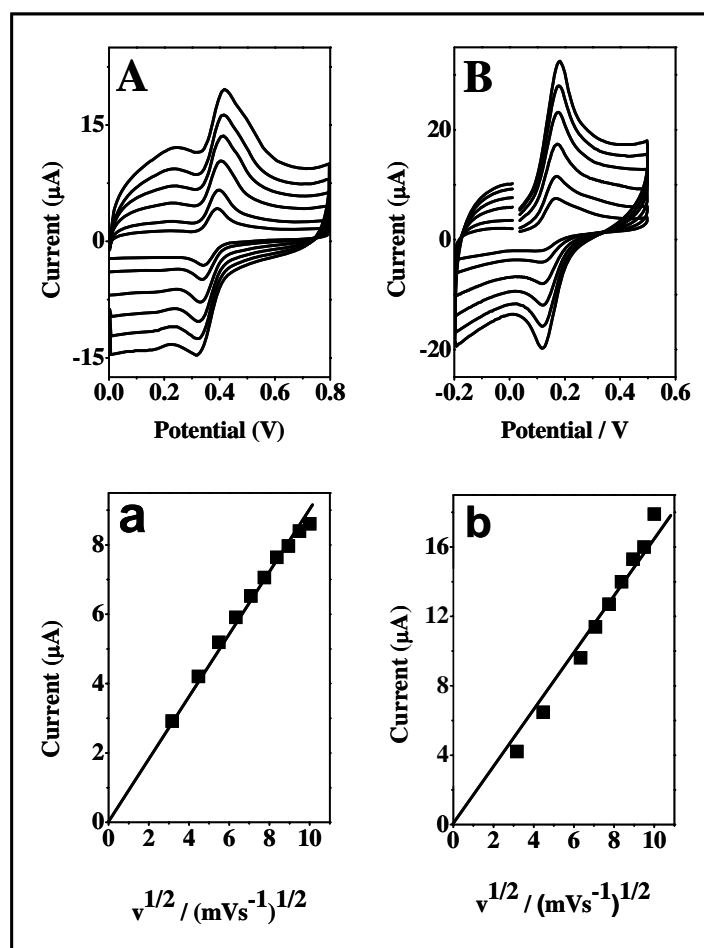 A
15
0
-15
Current (µA)
0.0 0.2 0.4 0.6 0.8
Potential (V)
B
20
0
-20
Current (µA)
-0.2 0.0 0.2 0.4 0.6
Potential / V
a
8
6
4
2
0
Current (µA)
0 2 4 6 8 10
v^1/2 / (mVs^-1)^1/2
b
16
12
8
4
0
Current (µA)
0 2 4 6 8 10
v^1/2 / (mVs^-1)^1/2